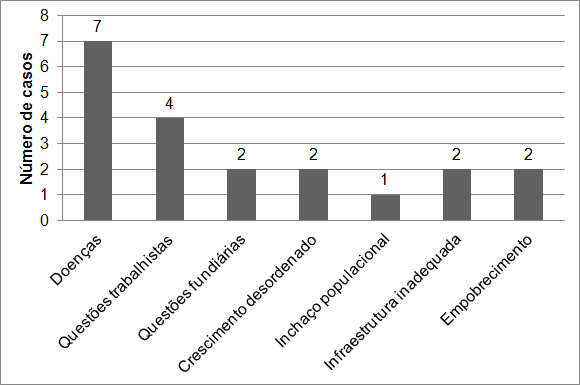 Número de casos
8
7
6
5
4
3
2
1
0
7
4
2
2
1
2
2
Doenças
Questões trabalhistas
Questões fundiárias
Crescimento desordenado
Inchaço populacional
Infraestrutura inadequada
Empobrecimento